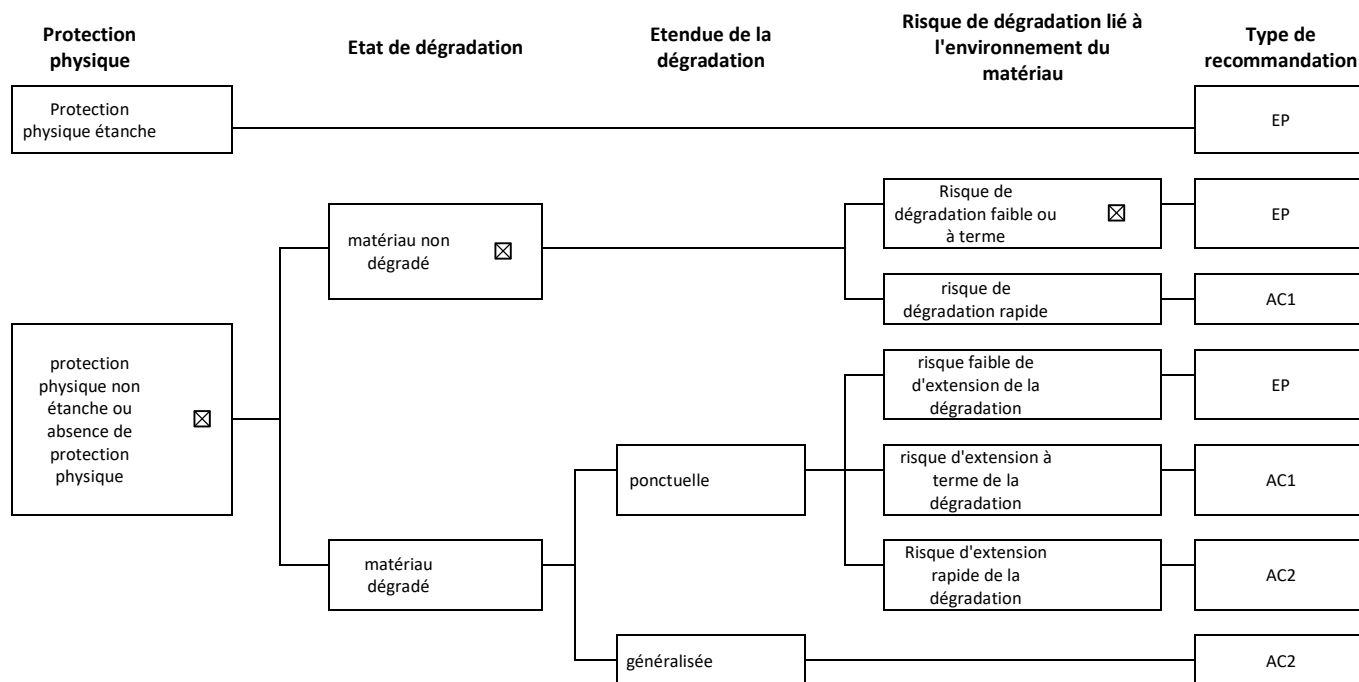 Protection
physique
Etat de dégradation
Etendue de la
dégradation
Risque de dégradation lié à
l'environnement du
matériau
Type de
recommandation
Protection
physique étanche
EP
Risque de
dégradation faible ou
à terme
☒
EP
matériau non
dégradé
☒
risque de
dégradation rapide
AC1
protection
physique non
étanche ou
absence de
protection
physique
☒
risque faible de
d'extension de la
dégradation
EP
ponctuelle
risque d'extension à
terme de la
dégradation
AC1
matériau
dégradé
Risque d'extension
rapide de la
dégradation
AC2
généralisée
AC2